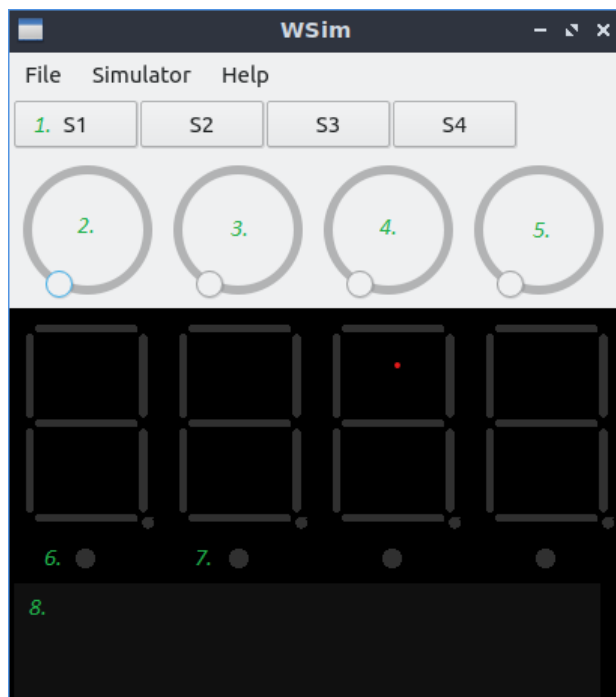 WSim
File Simulator Help
1. S1 S2 S3 S4
2. 3. 4. 5.
6. 7.
8.